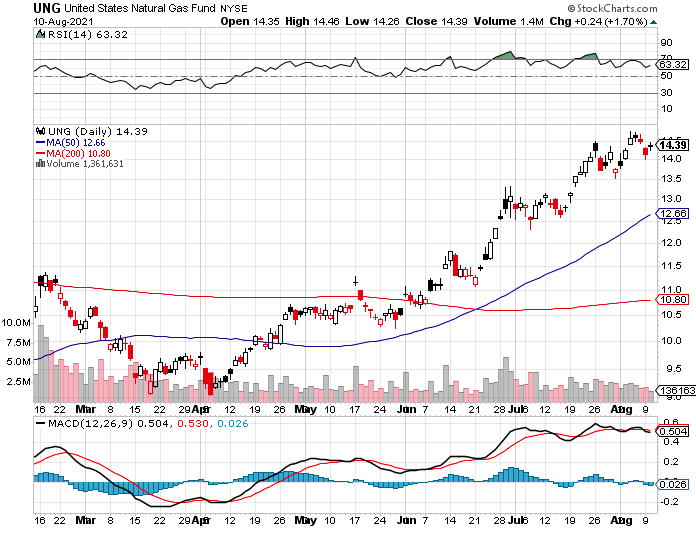 UNG United States Natural Gas Fund NYSE © StockCharts.com
10-Aug-2021 Open 14.35 High 14.46 Low 14.26 Close 14.39 Volume 1.4M Chg +0.24 (+1.70%)
RSI(14) 63.32
90
70
63.32
50
30
10
UNG (Daily) 14.39
MA(50) 12.66
MA(200) 10.80
Volume 1,361,631
14.5
14.39
14.0
13.5
13.0
12.66
12.5
12.0
11.5
11.0
10.80
10.5
10.0
9.5
9.0
10.0M
7.5M
5.0M
2.5M
136163
16 22 Mar 8 15 22 29 Apr 12 19 26 May 10 17 24 Jun 7 14 21 Jul 12 19 26 Aug 9
MACD(12,26,9) 0.504, 0.530, 0.026
0.6
0.504
0.4
0.2
0.026
0.0
-0.2
16 22 Mar 8 15 22 29 Apr 12 19 26 May 10 17 24 Jun 7 14 21 Jul 12 19 26 Aug 9